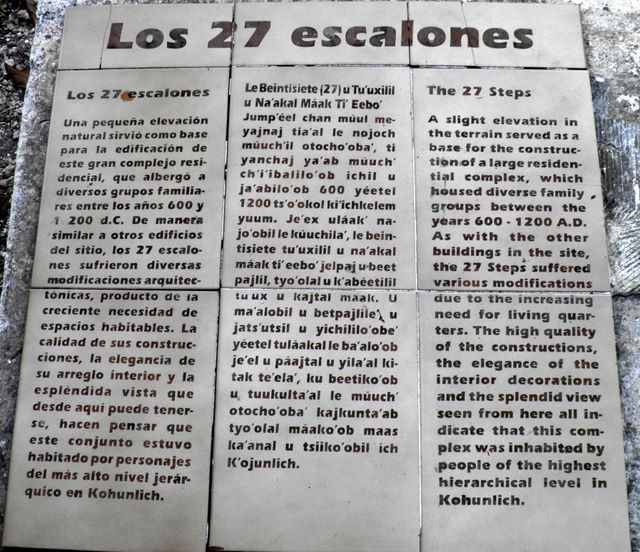 Los 27 escalones
Los 27 escalones
Una pequeña elevación
natural sirvió como base
para la edificación de
este gran complejo resi-
dencial, que albergó a
diversos grupos familia-
res entre los años 600 y
1 200 d.C. De manera
similar a otros edificios
del sitio, los 27 escalo-
nes sufrieron diversas
modificaciones arquitec-
tónicas, producto de la
creciente necesidad de
espacios habitables. La
calidad de sus construc-
ciones, la elegancia de
su arreglo interior y la
espléndida vista que
desde aquí puede tener-
se, hacen pensar que
este conjunto estuvo
habitado por personajes
del más alto nivel jerár-
quico en Kohunlich.
Le Beintisiete (27) u Tu'uxilil
u Na'akal Máak Ti' Eebo'
Jump'éel chan múul me-
yajnaj tia'al le nojoch
múuch'il otocho'oba', ti
yanchaj ya'ab múuch'
ch'i'ibalilo'ob ichil u
ja'abilo'ob 600 yéetel
1200 ts'o'okol ki'ichkelem
yuum. Je'ex uláak' na-
jo'obil le kúuchila', le bein-
tisiete tu'uxilil u na'akal
máak ti' eebo' jelpaj u beet
pajlil, tyo'olal u k'abéetilil
tu'ux u kajtal máak. U
ma'alobil u betpajlile', u
jats'utsil u yichililo'obe'
yéetel tuláakal le ba'alo'ob
je'el u páajtal u yila'al ki-
tak te'ela', ku beetiko'ob
u, tuukulta'al le múuch'
otocho'oba' kajkunta'ab
tyo'olal máako'ob maas
ka'anal u tsiiko'obil ich
K'ojunlich.
The 27 Steps
A slight elevation in
the terrain served as a
base for the construc-
tion of a large residen-
tial complex, which
housed diverse family
groups between the
years 600 - 1200 A.D.
As with the other
buildings in the site,
the 27 Steps suffered
various modifications
due to the increasing
need for living quar-
ters. The high quality
of the constructions,
the elegance of the
interior decorations
and the splendid view
seen from here all in-
dicate that this com-
plex was inhabited by
people of the highest
hierarchical level in
Kohunlich.